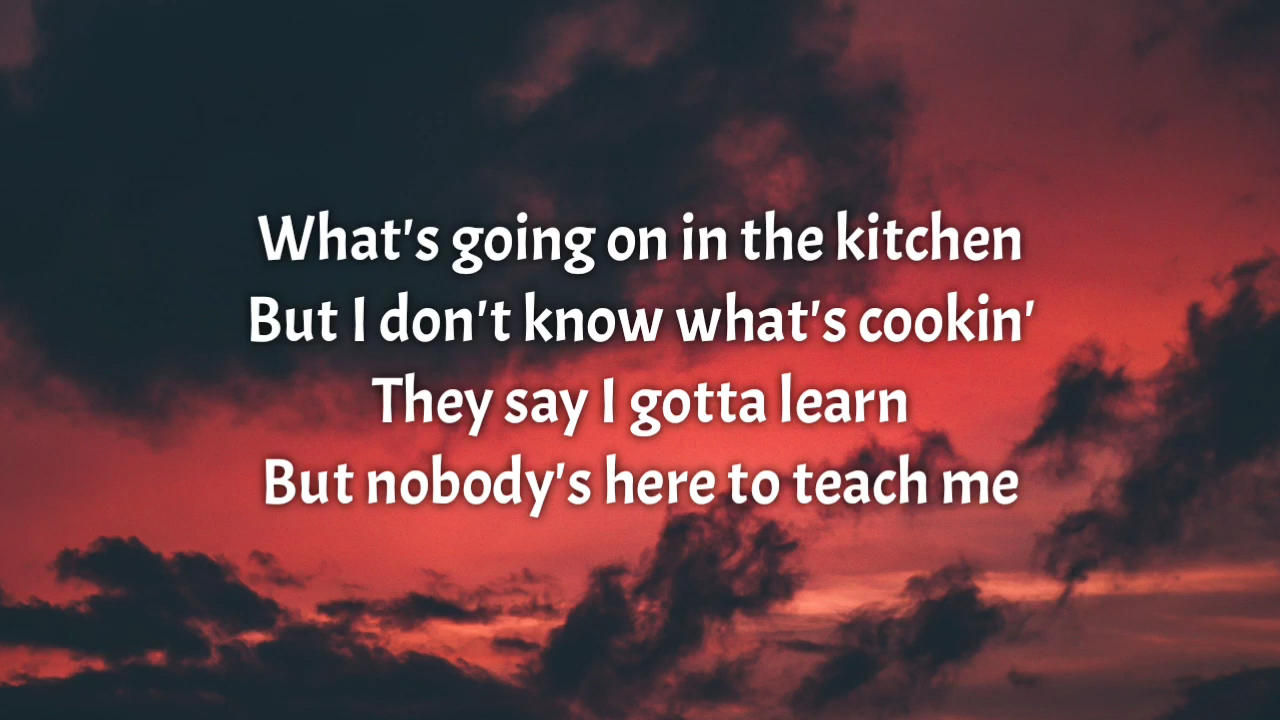 What's going on in the kitchen
But I don't know what's cookin'
They say I gotta learn
But nobody's here to teach me